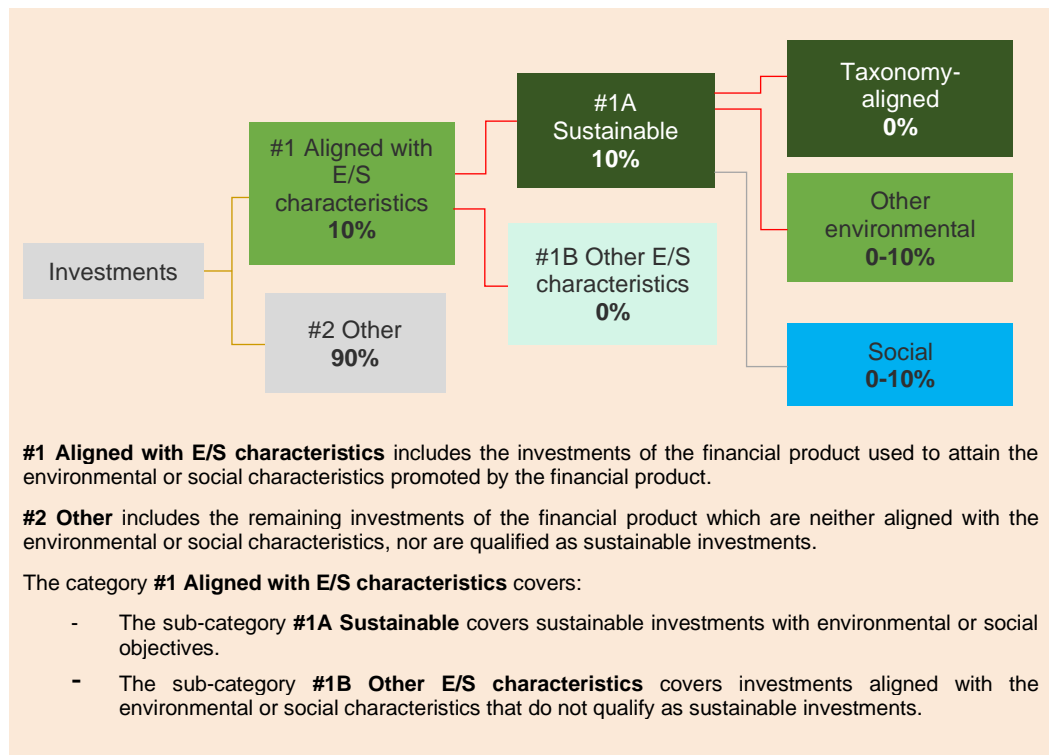 Investments
#1 Aligned with
E/S
characteristics
10%
#2 Other
90%
#1A
Sustainable
10%
#1B Other E/S
characteristics
0%
Taxonomy-
aligned
0%
Other
environmental
0-10%
Social
0-10%
#1 Aligned with E/S characteristics includes the investments of the financial product used to attain the
environmental or social characteristics promoted by the financial product.
#2 Other includes the remaining investments of the financial product which are neither aligned with the
environmental or social characteristics, nor are qualified as sustainable investments.
The category #1 Aligned with E/S characteristics covers:
- The sub-category #1A Sustainable covers sustainable investments with environmental or social
objectives.
- The sub-category #1B Other E/S characteristics covers investments aligned with the
environmental or social characteristics that do not qualify as sustainable investments.